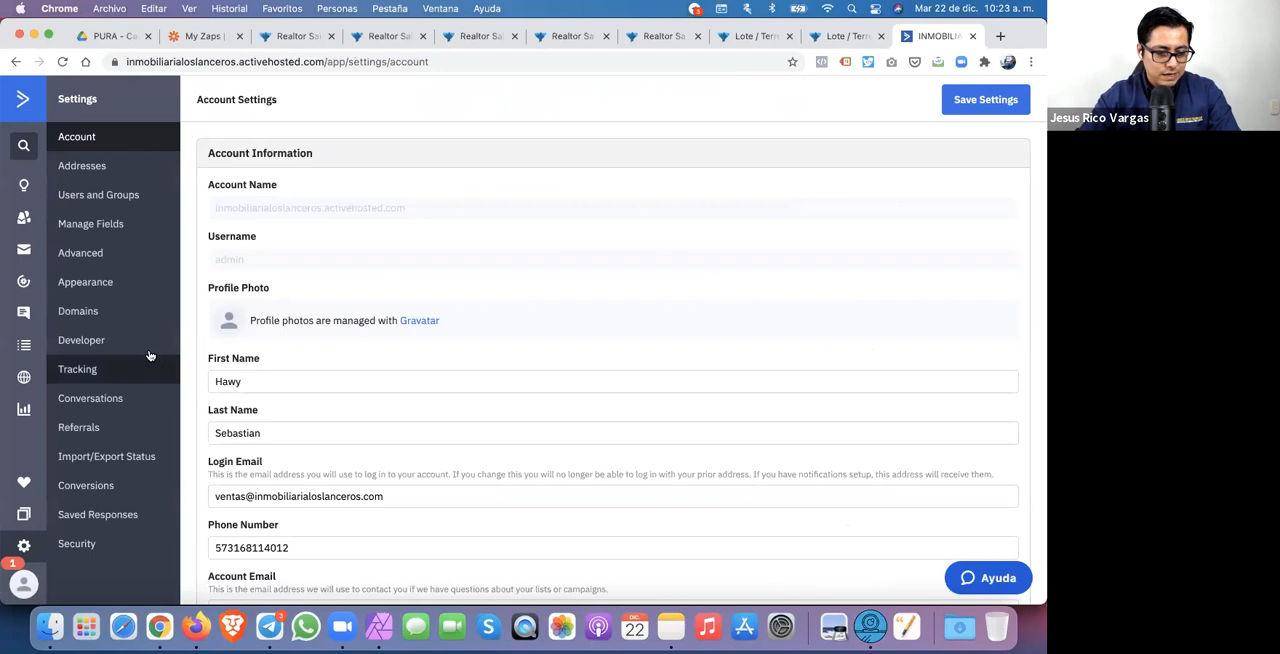 Chrome Archivo Editar Ver Historial Favoritos Personas Pestaña Ventana Ayuda
3
Mar 22 de dic. 10:23 a. m.
PURA - Ca
My Zaps |
Realtor Sa
Realtor Sa
Realtor Sa
Realtor Sa
Realtor Sa
Lote / Terr
Lote / Terr
INMOBILIA
inmobiliarialoslanceros.activehosted.com/app/settings/account
Jesus Rico Vargas
Settings
Account
Addresses
Users and Groups
Manage Fields
Advanced
Appearance
Domains
Developer
Tracking
Conversations
Referrals
Import/Export Status
Conversions
Saved Responses
Security
1
Account Settings
Save Settings
Account Information
Account Name
inmobiliarialoslanceros.activehosted.com
Username
admin
Profile Photo
Profile photos are managed with Gravatar
First Name
Hawy
Last Name
Sebastian
Login Email
This is the email address you will use to log in to your account. If you change this you will no longer be able to log in with your prior address. If you have notifications setup, this address will receive them.
ventas@inmobiliarialoslanceros.com
Phone Number
573168114012
Account Email
This is the email address we will use to contact you if we have questions about your lists or campaigns.
Ayuda
3
DIC.
22